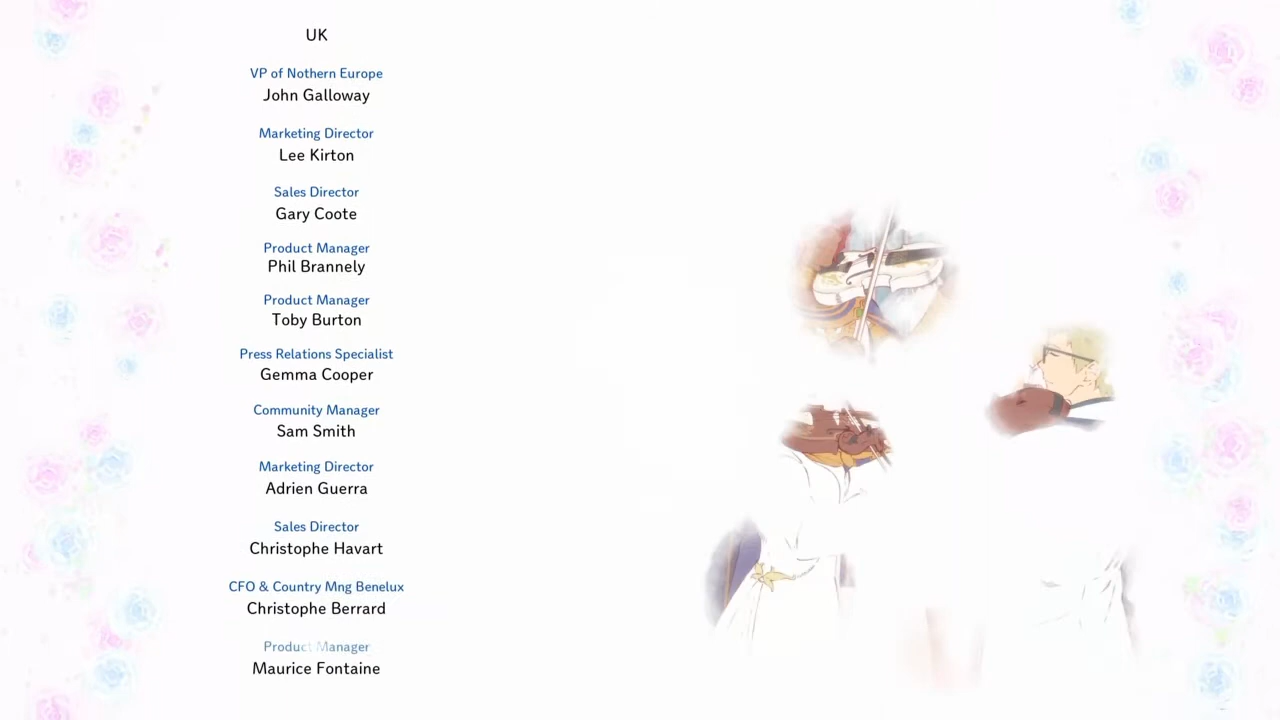 UK
VP of Nothern Europe
John Galloway
Marketing Director
Lee Kirton
Sales Director
Gary Coote
Product Manager
Phil Brannely
Product Manager
Toby Burton
Press Relations Specialist
Gemma Cooper
Community Manager
Sam Smith
Marketing Director
Adrien Guerra
Sales Director
Christophe Havart
CFO & Country Mng Benelux
Christophe Berrard
Product Manager
Maurice Fontaine